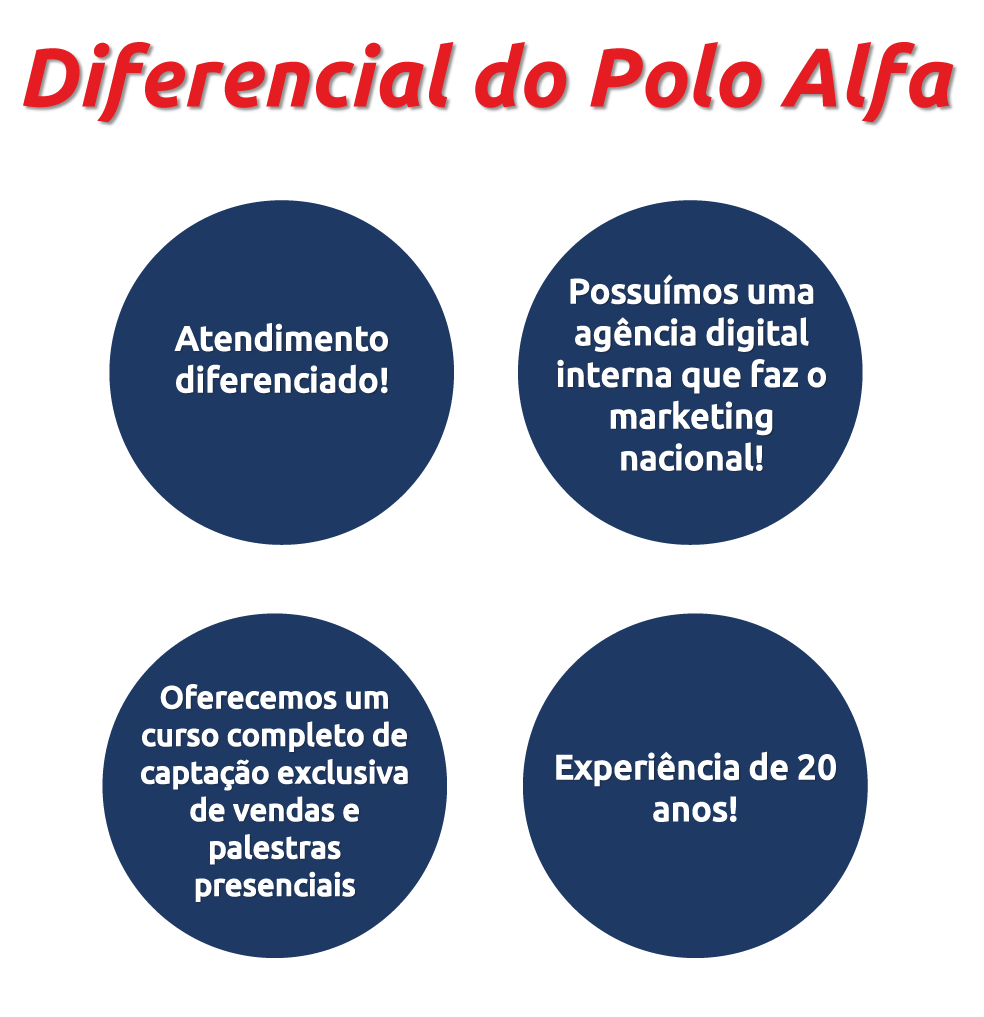 Diferencial do Polo Alfa
Atendimento
diferenciado!
Possuímos uma
agência digital
interna que faz o
marketing
nacional!
Oferecemos um
curso completo de
captação exclusiva
de vendas e
palestras
presenciais
Experiência de 20
anos!